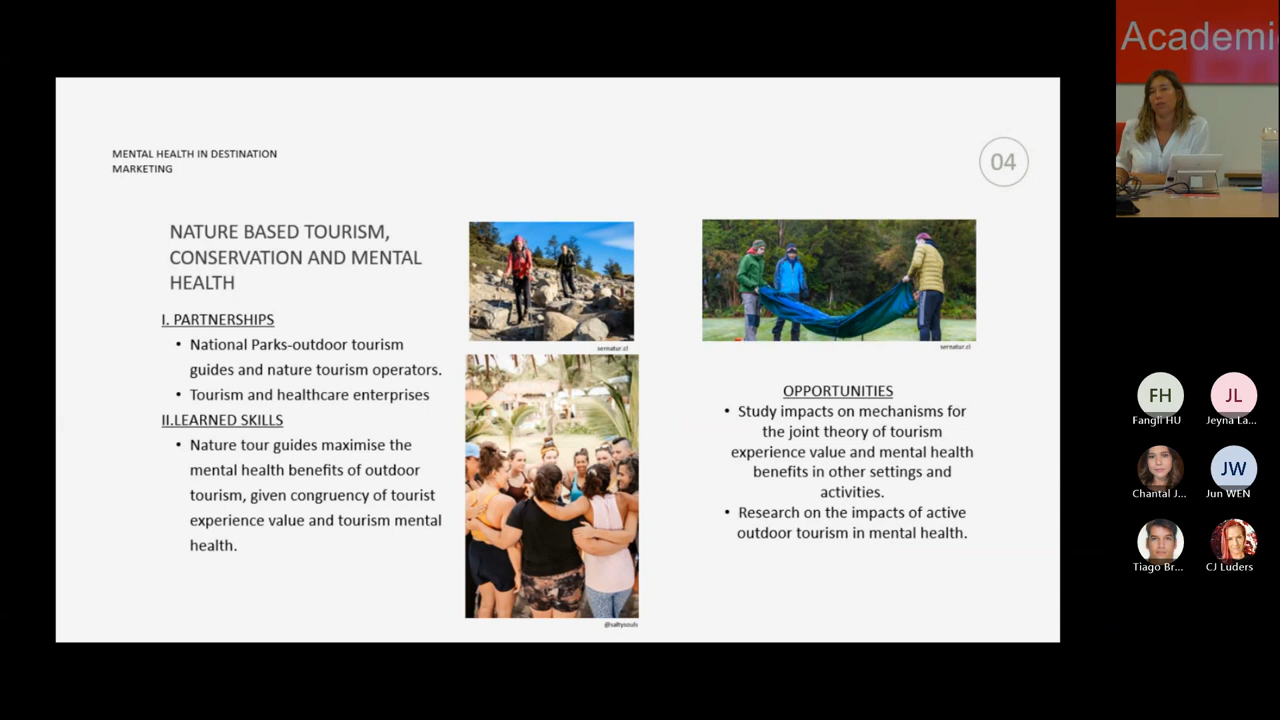 Academi
MENTAL HEALTH IN DESTINATION
MARKETING
04
NATURE BASED TOURISM,
CONSERVATION AND MENTAL
HEALTH
I. PARTNERSHIPS
• National Parks-outdoor tourism
guides and nature tourism operators.
• Tourism and healthcare enterprises
II.LEARNED SKILLS
• Nature tour guides maximise the
mental health benefits of outdoor
tourism, given congruency of tourist
experience value and tourism mental
health.
sernatur.cl
@saltysouls
sernatur.cl
OPPORTUNITIES
• Study impacts on mechanisms for
the joint theory of tourism
experience value and mental health
benefits in other settings and
activities.
• Research on the impacts of active
outdoor tourism in mental health.
FH
Fangli HU
JL
Jeyna La...
Chantal J...
JW
Jun WEN
Tiago Br...
CJ Luders